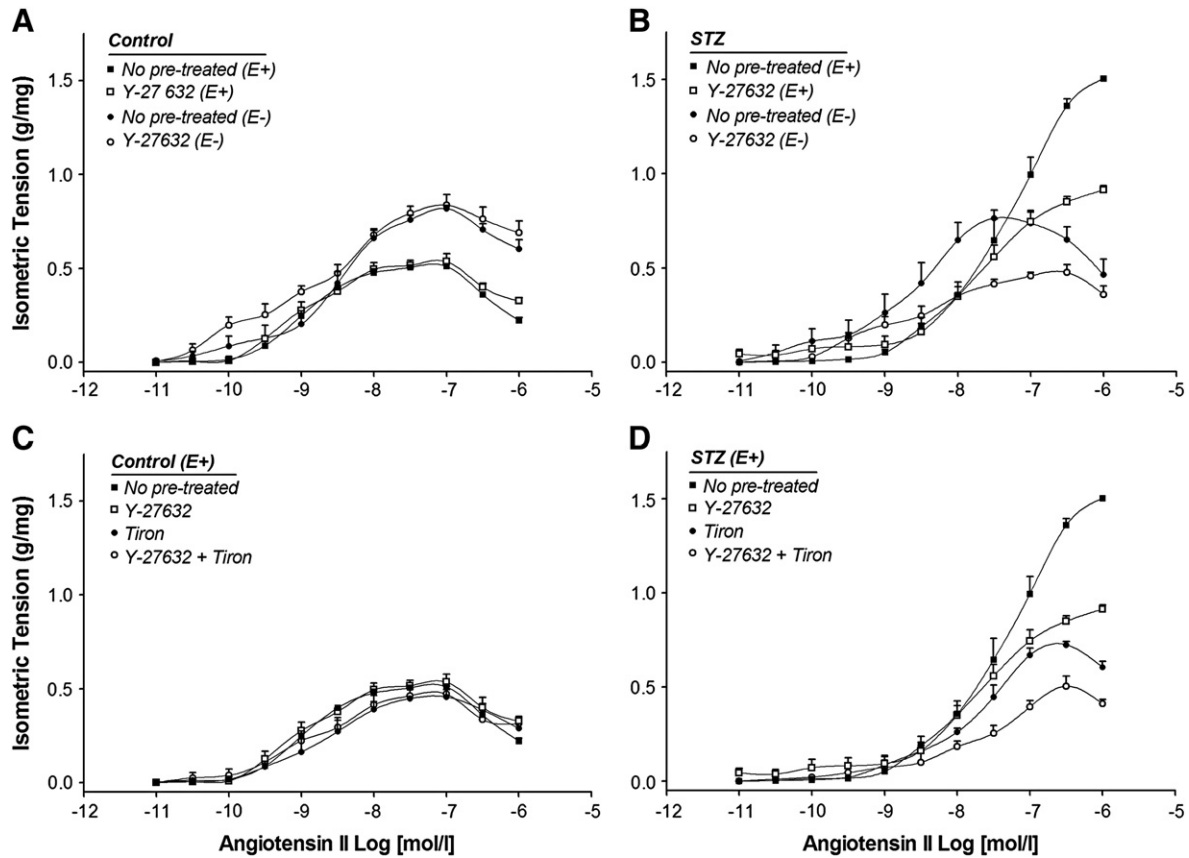 A
Control
No pre-treated (E+)
Y-27 632 (E+)
No pre-treated (E-)
Y-27632 (E-)
Isometric Tension (g/mg)
1.5
1.0
0.5
0.0
-12 -11 -10 -9 -8 -7 -6 -5
B
STZ
No pre-treated (E+)
Y-27632 (E+)
No pre-treated (E-)
Y-27632 (E-)
1.5
1.0
0.5
0.0
-12 -11 -10 -9 -8 -7 -6 -5
C
Control (E+)
No pre-treated
Y-27632
Tiron
Y-27632 + Tiron
Isometric Tension (g/mg)
1.5
1.0
0.5
0.0
-12 -11 -10 -9 -8 -7 -6 -5
Angiotensin II Log [mol/l]
D
STZ (E+)
No pre-treated
Y-27632
Tiron
Y-27632 + Tiron
1.5
1.0
0.5
0.0
-12 -11 -10 -9 -8 -7 -6 -5
Angiotensin II Log [mol/l]